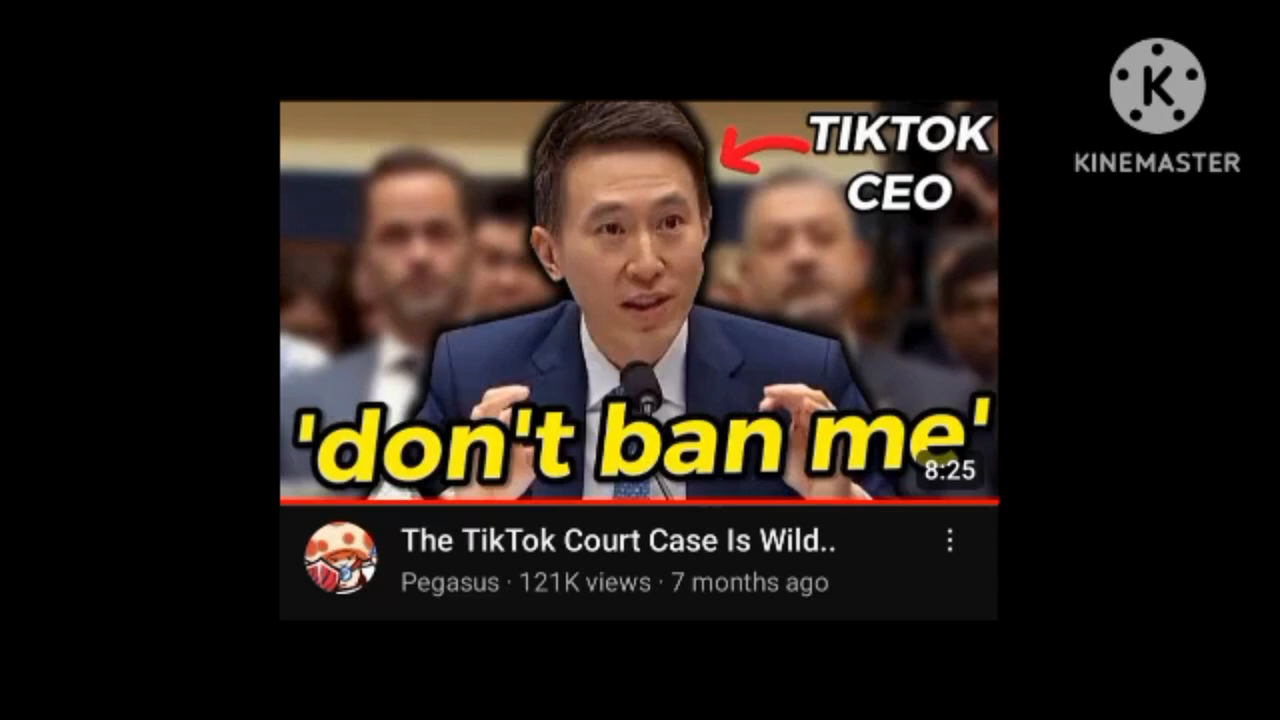 TIKTOK
CEO
KINEMASTER
'don't ban me'
8:25
The TikTok Court Case Is Wild..
Pegasus · 121K views · 7 months ago